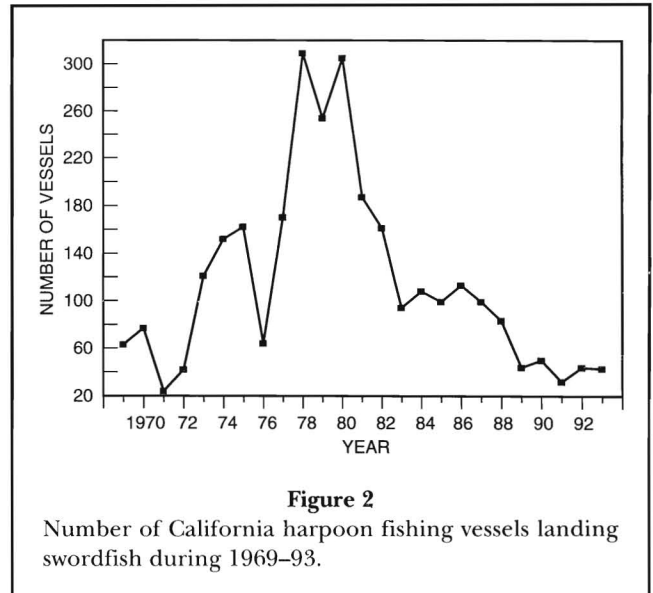 300
260
220
180
140
100
60
20
NUMBER OF VESSELS
1970 72 74 76 78 80 82 84 86 88 90 92
YEAR
Figure 2
Number of California harpoon fishing vessels landing
swordfish during 1969–93.